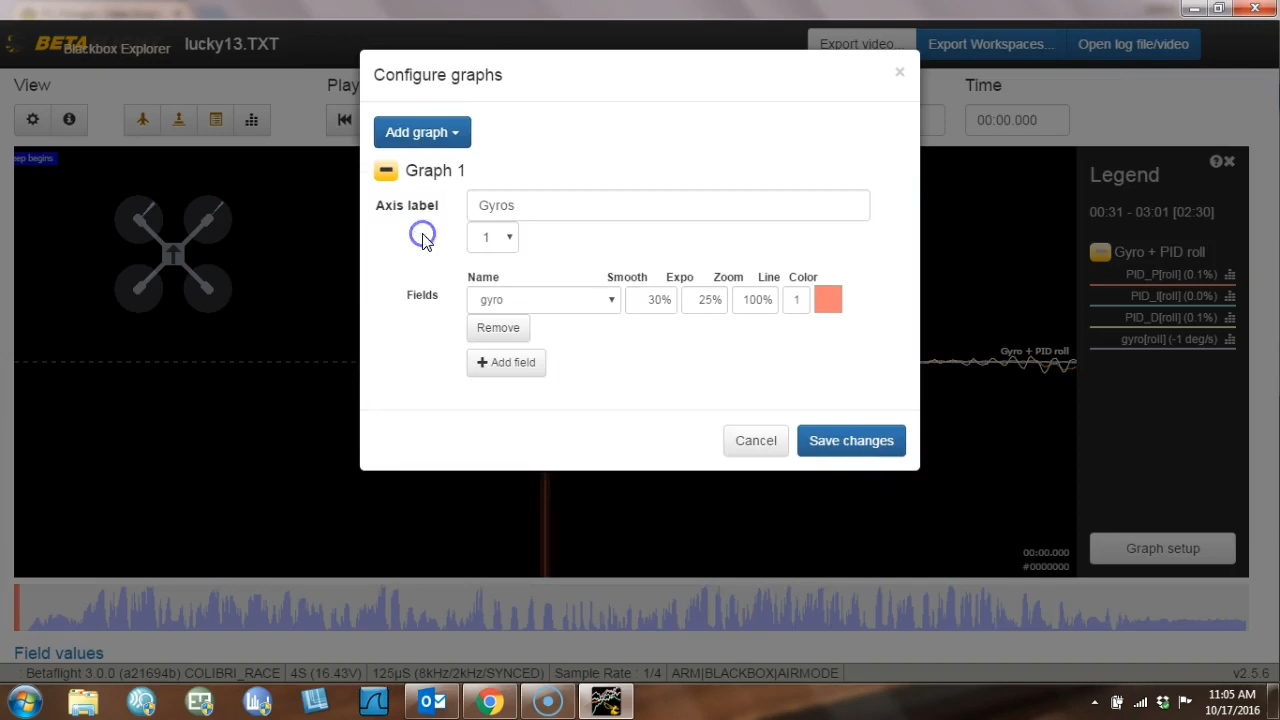 BETA
Blackbox Explorer
lucky13.TXT
Export video...
Export Workspaces...
Open log file/video
View
Play
Time
00:00.000
eep begins
Configure graphs
×
Add graph
Graph 1
Axis label
Gyros
1
Name
Smooth
Expo
Zoom
Line
Color
Fields
gyro
30%
25%
100%
1
Remove
Add field
Cancel
Save changes
Gyro + PID roll
00:00.000
#0000000
Legend
00:31 - 03:01 [02:30]
Gyro + PID roll
PID_P[roll] (0.1%)
PID_I[roll] (0.0%)
PID_D[roll] (0.1%)
gyro[roll] (-1 deg/s)
Graph setup
Field values
Betaflight 3.0.0 (a21694b) COLIBRI_RACE
4S (16.43V)
125µS (8kHz/2kHz/SYNCED)
Sample Rate : 1/4
ARM|BLACKBOX|AIRMODE
v2.5.6
11:05 AM
10/17/2016